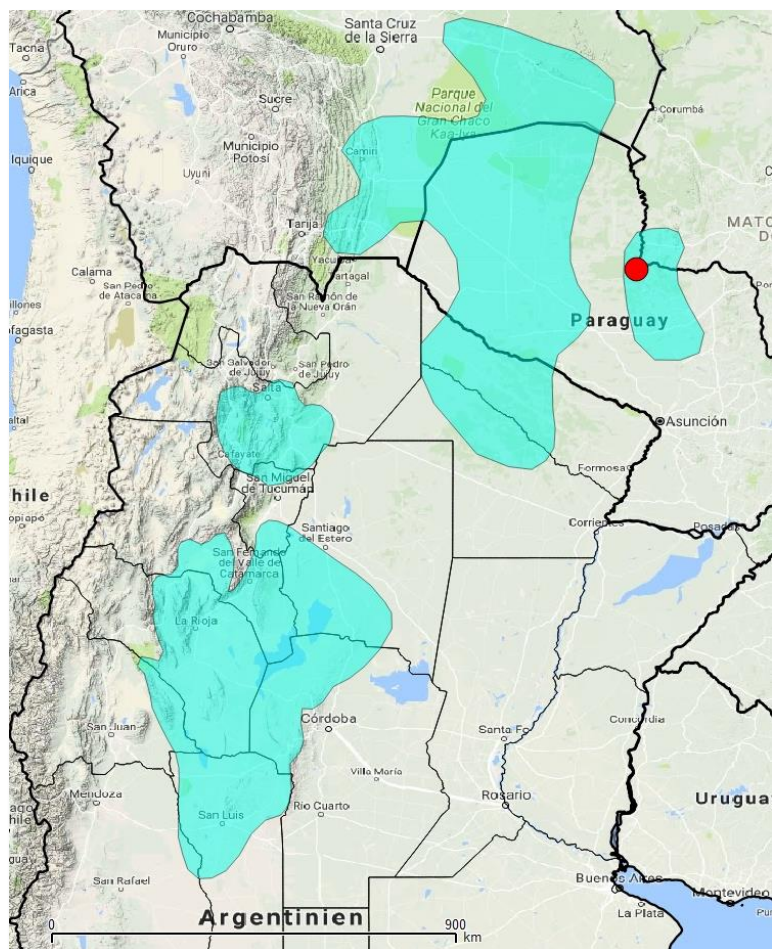 Cochabamba
Santa Cruz
de la Sierra
Tacna
Municipio
Oruro
Arica
Parque
Nacional del
Gran Chaco
Kaa-Iya
Corumbá
Sucre
Municipio
Potosí
Iquique
Camiri
Uyuni
Tarija
MATO
DO
Yacuiba
Tartagal
Calama
San Pedro
de Atacama
San Ramón de
la Nueva Orán
ofagasta
Paraguay
San Salvador
de Jujuy
San Pedro
de Jujuy
Salta
Asunción
Cafayate
San Miguel
de Tucumán
Formosa
hile
opiapo
Santiago
del Estero
Corrientes
Posadas
San Fernando
del Valle de
Catamarca
La Rioja
San Juan
Córdoba
Santa Fe
Concordia
Villa María
Mendoza
Río Cuarto
Rosario
San Luis
Uruguay
San Rafael
Buenos Aires
Montevideo
La Plata
Argentinien
0
900
km